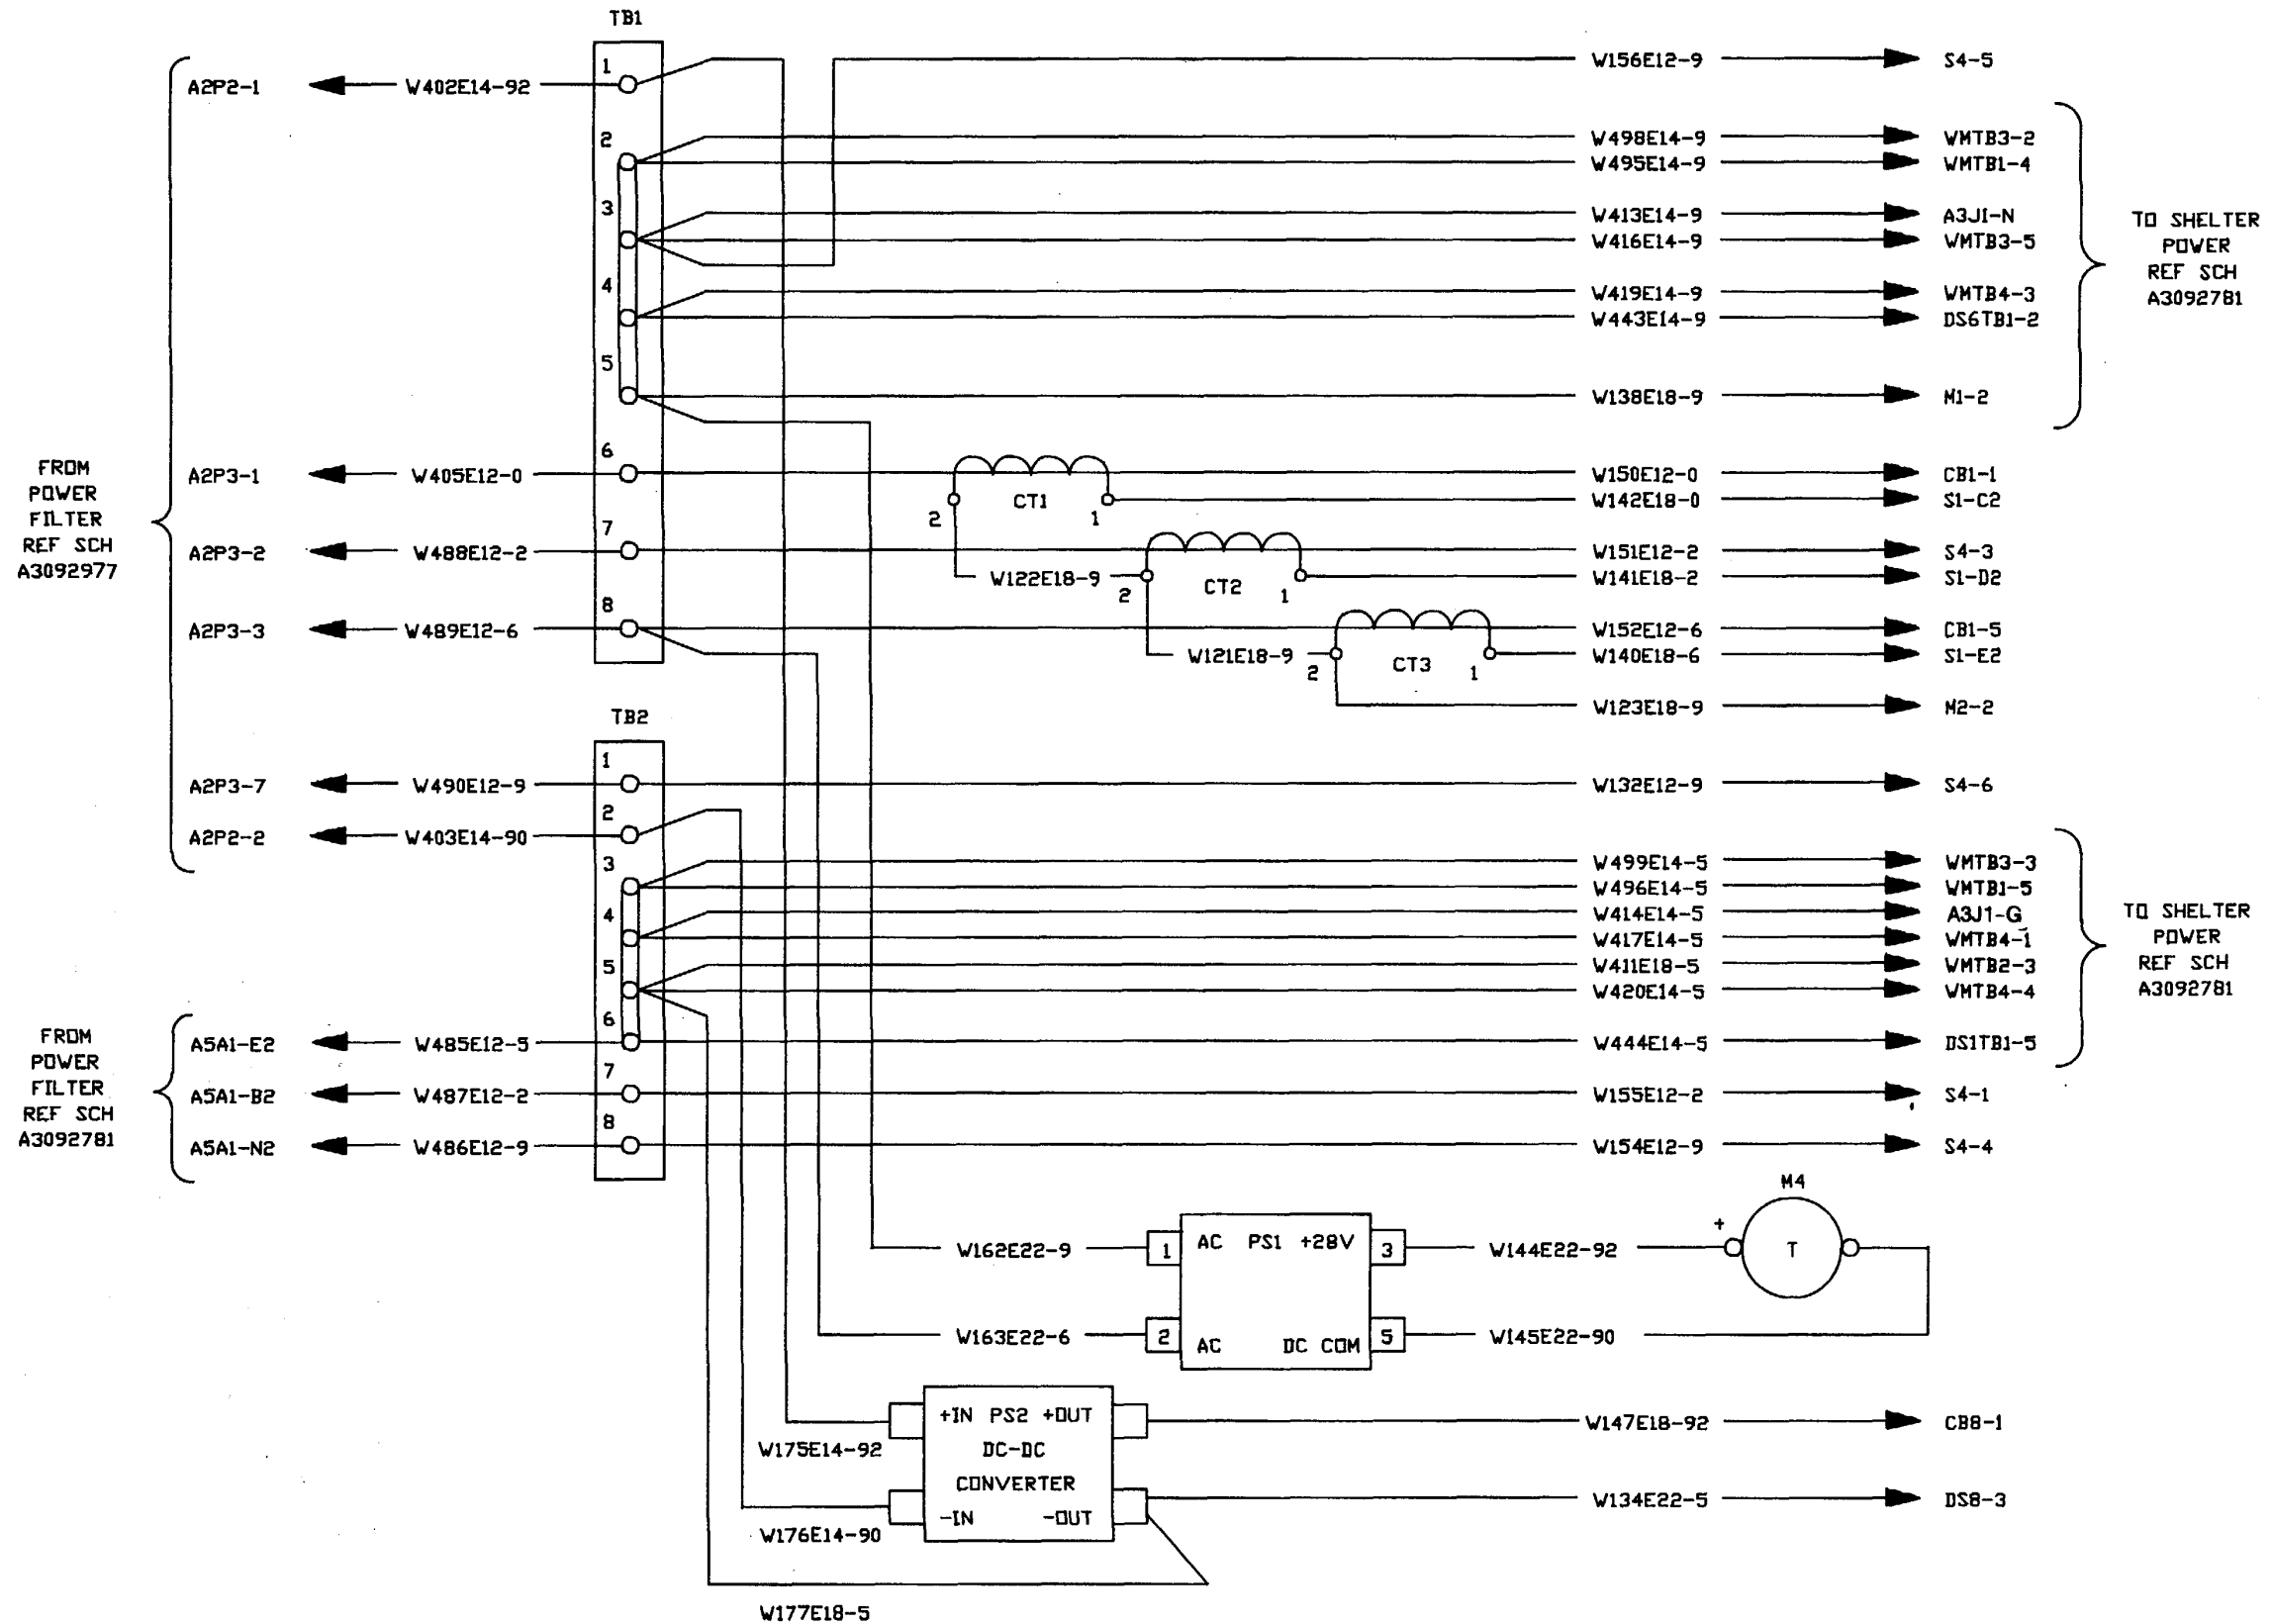 TB1
1
A2P2-1 W402E14-92 W156E12-9 S4-5
2
W498E14-9 WMTB3-2
W495E14-9 WMTB1-4
3
W413E14-9 A3J1-N
W416E14-9 WMTB3-5
TO SHELTER
POWER
REF SCH
A3092781
4
W419E14-9 WMTB4-3
W443E14-9 DS6TB1-2
5
W138E18-9 M1-2
FROM
POWER
FILTER
REF SCH
A3092977
6
A2P3-1 W405E12-0 W150E12-0 CB1-1
2 CT1 1 W142E18-0 S1-C2
7
A2P3-2 W488E12-2 W151E12-2 S4-3
W122E18-9 2 CT2 1 W141E18-2 S1-D2
8
A2P3-3 W489E12-6 W152E12-6 CB1-5
W121E18-9 2 CT3 1 W140E18-6 S1-E2
W123E18-9 M2-2
TB2
1
A2P3-7 W490E12-9 W132E12-9 S4-6
2
A2P2-2 W403E14-90
3
W499E14-5 WMTB3-3
W496E14-5 WMTB1-5
4
W414E14-5 A3J1-G
W417E14-5 WMTB4-1
5
W411E18-5 WMTB2-3
W420E14-5 WMTB4-4
TO SHELTER
POWER
REF SCH
A3092781
6
A5A1-E2 W485E12-5 W444E14-5 DS1TB1-5
7
A5A1-B2 W487E12-2 W155E12-2 S4-1
8
A5A1-N2 W486E12-9 W154E12-9 S4-4
FROM
POWER
FILTER
REF SCH
A3092781
M4
W162E22-9 1 AC PS1 +28V 3 W144E22-92 + T
W163E22-6 2 AC DC COM 5 W145E22-90
+IN PS2 +OUT W147E18-92 CB8-1
W175E14-92 DC-DC
CONVERTER
-IN -OUT W134E22-5 DS8-3
W176E14-90
W177E18-5